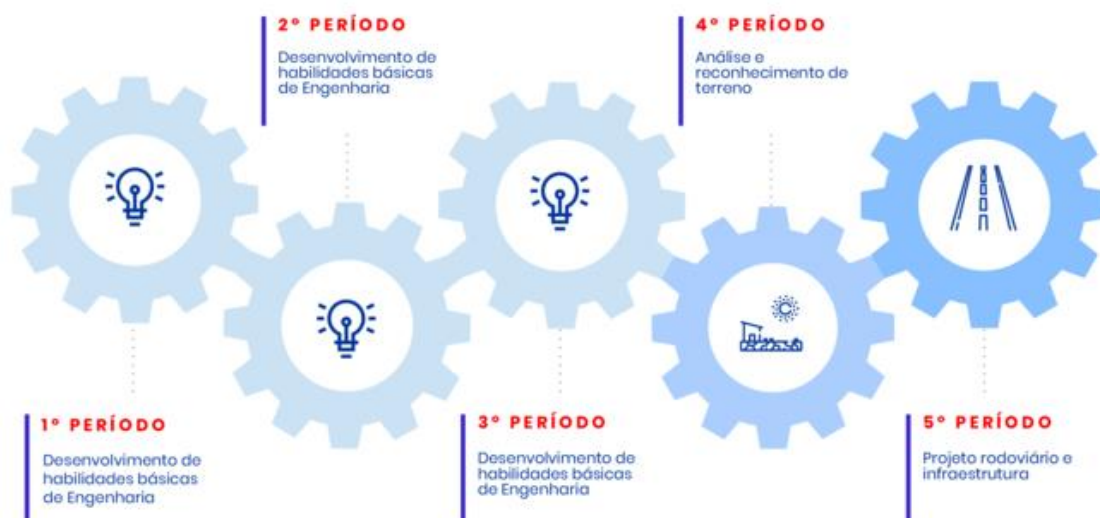 2º PERÍODO
Desenvolvimento de
habilidades básicas
de Engenharia
4º PERÍODO
Análise e
reconhecimento de
terreno
1º PERÍODO
Desenvolvimento de
habilidades básicas
de Engenharia
3º PERÍODO
Desenvolvimento de
habilidades básicas
de Engenharia
5º PERÍODO
Projeto rodoviário e
infraestrutura